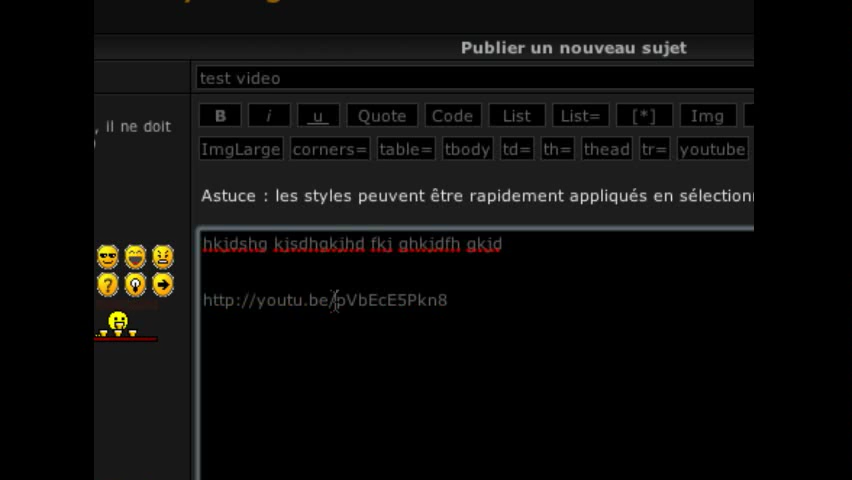 Publier un nouveau sujet
test video
, il ne doit
B i u Quote Code List List= [*] Img
ImgLarge corners= table= tbody td= th= thead tr= youtube
Astuce : les styles peuvent être rapidement appliqués en
hkjdshg kjsdhgkjhd fkj ghkjdfh gkjd
http://youtu.be/pVbEcE5Pkn8